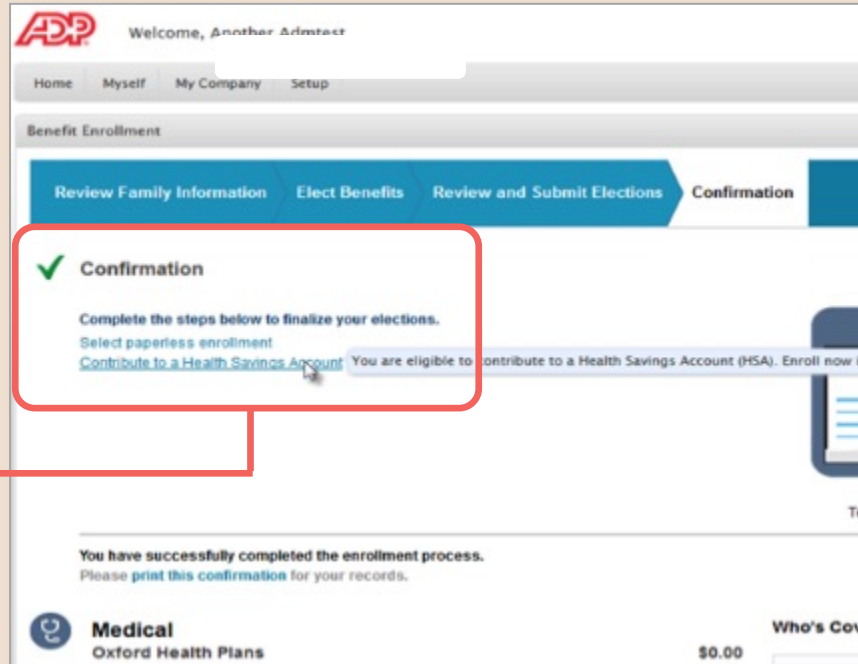 ADP Welcome, Another Admtest
Home Myself My Company Setup
Benefit Enrollment
Review Family Information Elect Benefits Review and Submit Elections Confirmation
Confirmation
Complete the steps below to finalize your elections.
Select paperless enrollment
Contribute to a Health Savings Account You are eligible to contribute to a Health Savings Account (HSA). Enroll now
You have successfully completed the enrollment process.
Please print this confirmation for your records.
Medical
Who's
Oxford Health Plans $0.00